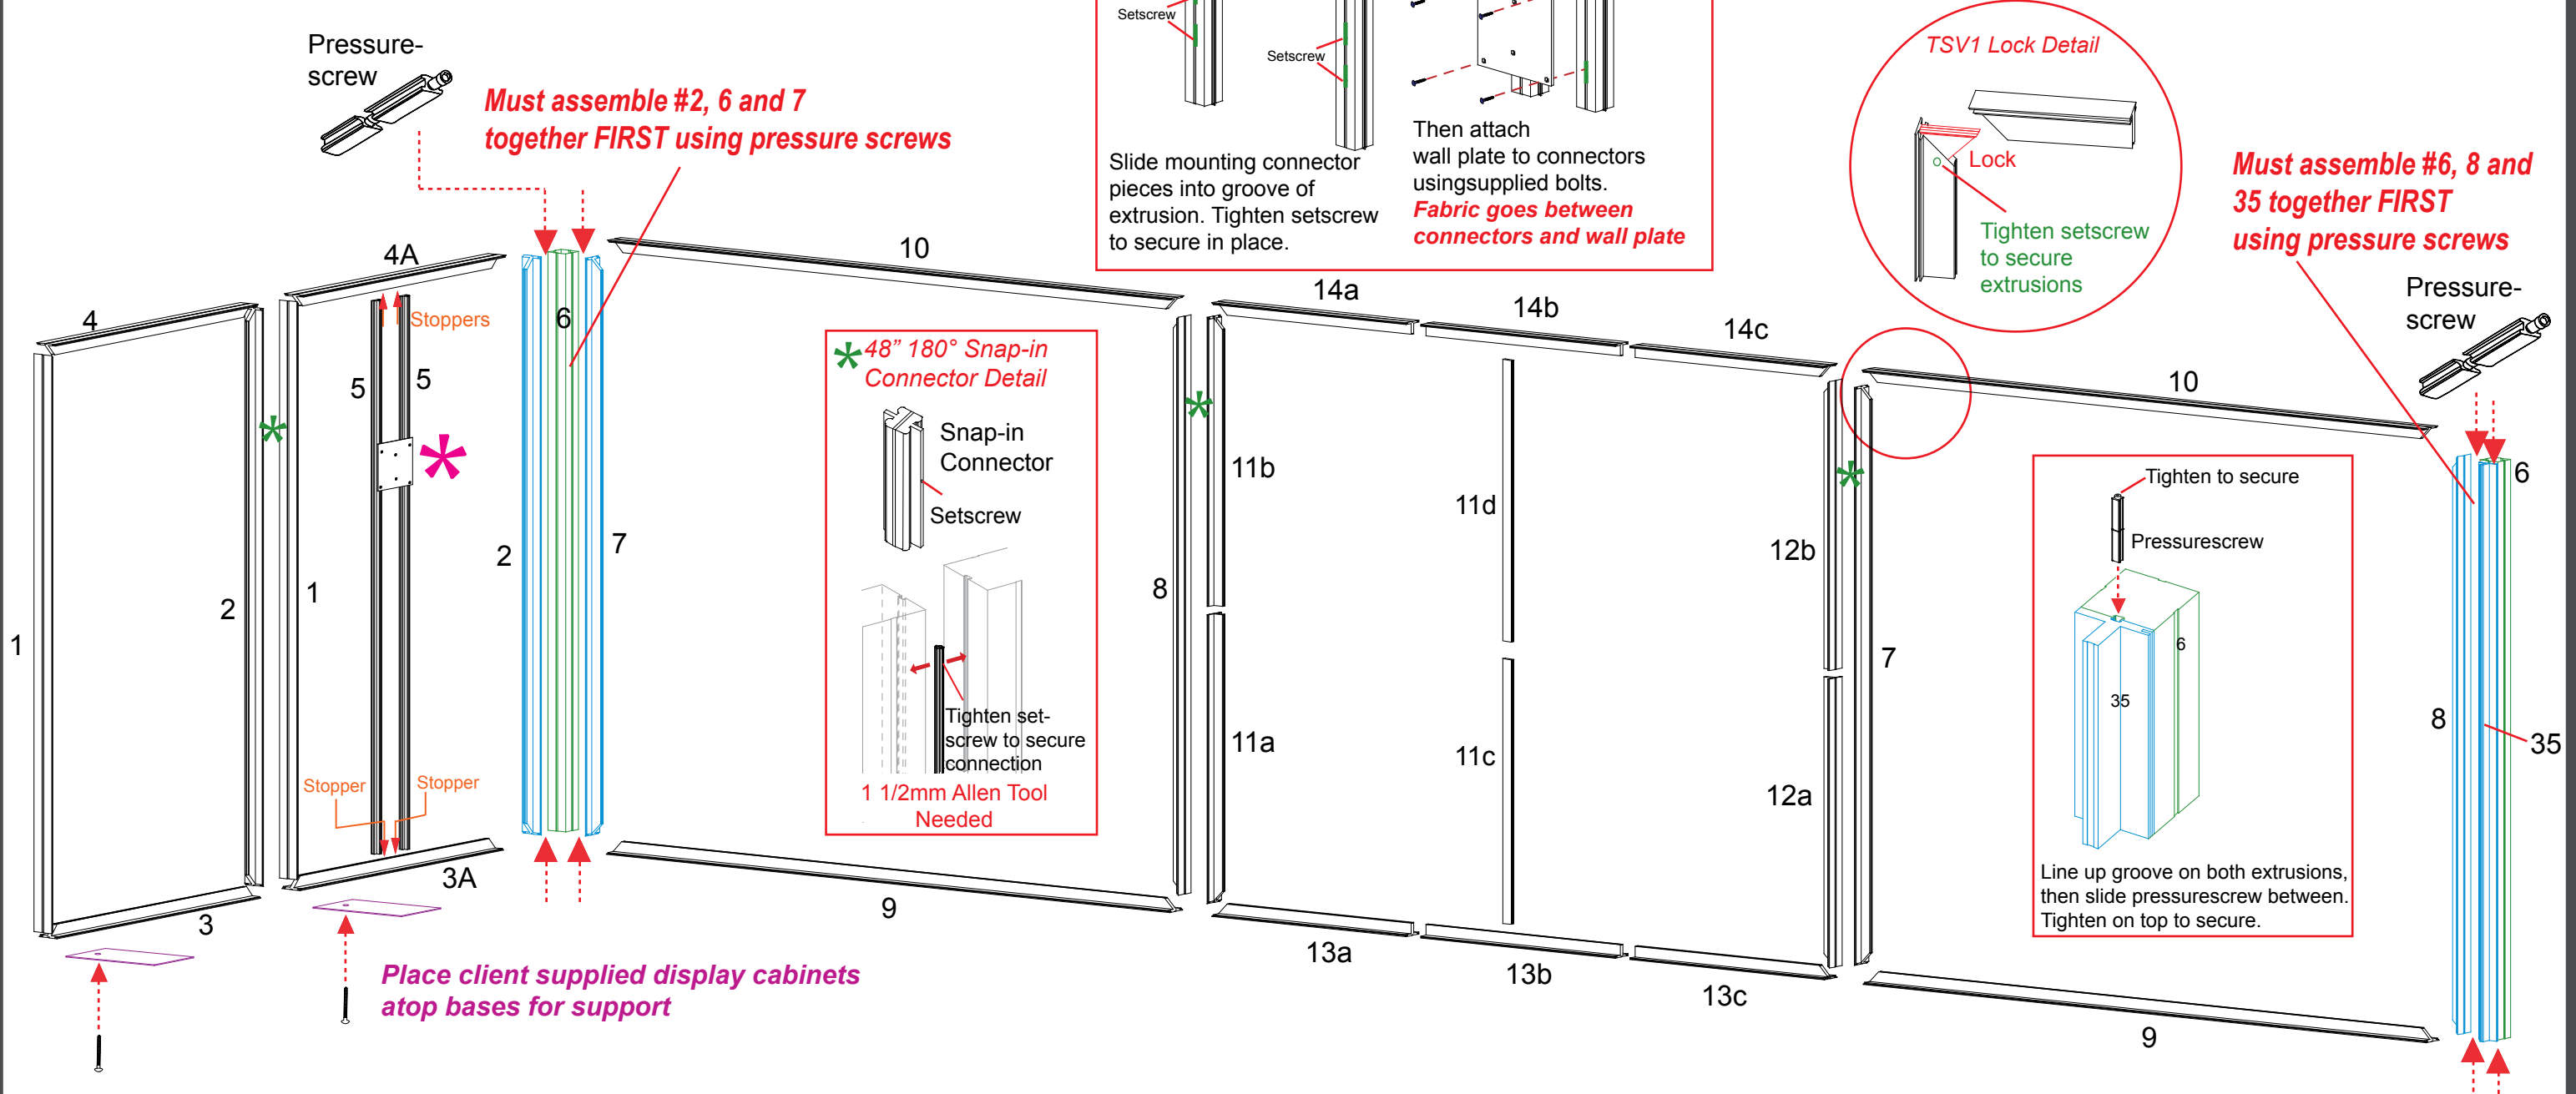 Pressure-
screw
Must assemble #2, 6 and 7
together FIRST using pressure screws
Setscrew
Setscrew
Slide mounting connector
pieces into groove of
extrusion. Tighten setscrew
to secure in place.
Then attach
wall plate to connectors
usingsupplied bolts.
Fabric goes between
connectors and wall plate
TSV1 Lock Detail
Lock
Tighten setscrew
to secure
extrusions
Must assemble #6, 8 and
35 together FIRST
using pressure screws
Pressure-
screw
4
4A
Stoppers
5
5
1
2
1
Stopper
Stopper
3
3A
Place client supplied display cabinets
atop bases for support
2
6
7
10
* 48” 180° Snap-in
Connector Detail
Snap-in
Connector
Setscrew
Tighten set-
screw to secure
connection
1 1/2mm Allen Tool
Needed
9
8
*
*
*
*
14a
14b
14c
11b
11a
11d
11c
12b
12a
13a
13b
13c
7
10
9
Tighten to secure
Pressurescrew
6
35
Line up groove on both extrusions,
then slide pressurescrew between.
Tighten on top to secure.
6
8
35